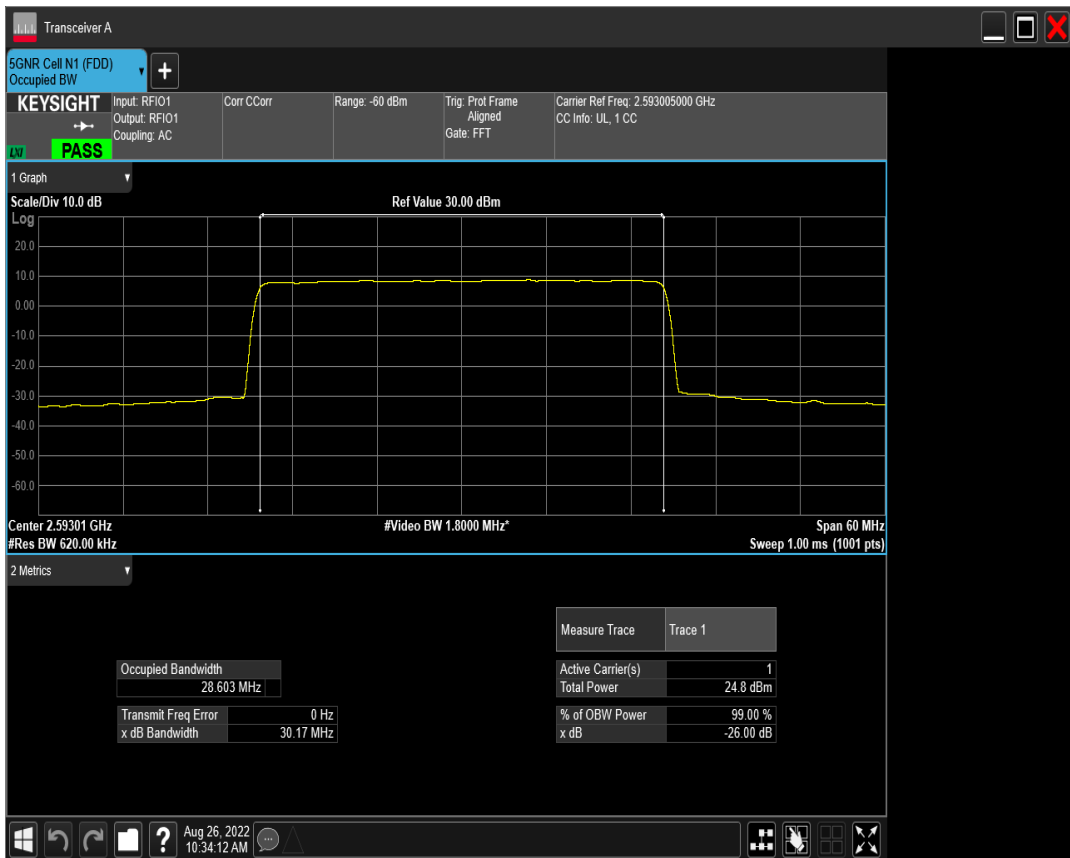 Transceiver A
5GNR Cell N1 (FDD)
Occupied BW
KEYSIGHT
LXI
PASS
Input: RFIO1
Output: RFIO1
Coupling: AC
Corr CCorr
Range: -60 dBm
Trig: Prot Frame
Aligned
Gate: FFT
Carrier Ref Freq: 2.593005000 GHz
CC Info: UL, 1 CC
1 Graph
Scale/Div 10.0 dB
Ref Value 30.00 dBm
Log
20.0
10.0
0.00
-10.0
-20.0
-30.0
-40.0
-50.0
-60.0
Center 2.59301 GHz
#Video BW 1.8000 MHz*
Span 60 MHz
#Res BW 620.00 kHz
Sweep 1.00 ms (1001 pts)
2 Metrics
Measure Trace Trace 1
Occupied Bandwidth
28.603 MHz
Active Carrier(s) 1
Total Power 24.8 dBm
Transmit Freq Error 0 Hz
x dB Bandwidth 30.17 MHz
% of OBW Power 99.00 %
x dB -26.00 dB
?
Aug 26, 2022
10:34:12 AM